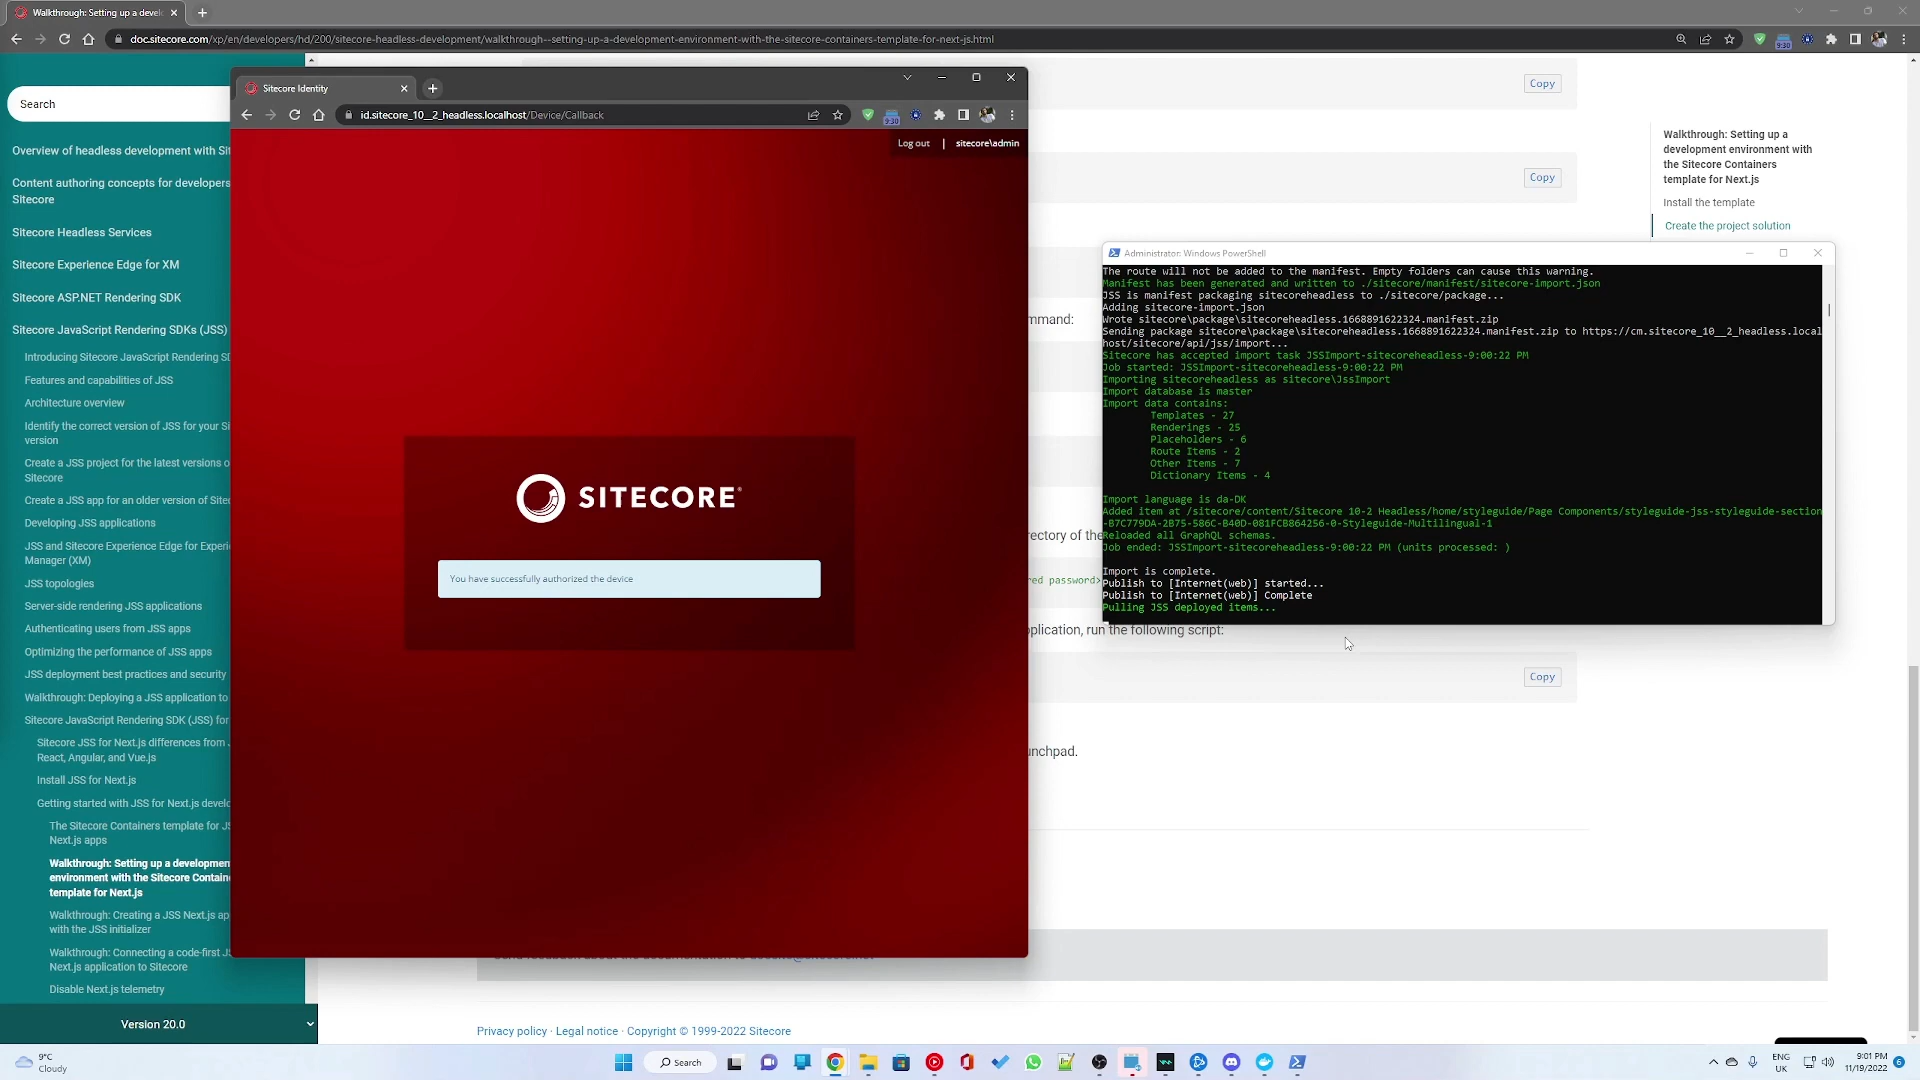 Walkthrough: Setting up a devel
doc.sitecore.com/xp/en/developers/hd/200/sitecore-headless-development/walkthrough--setting-up-a-development-environment-with-the-sitecore-containers-template-for-next-js.html
9:30
Search
Overview of headless development with Sit
Content authoring concepts for developers
Sitecore
Sitecore Headless Services
Sitecore Experience Edge for XM
Sitecore ASP.NET Rendering SDK
Sitecore JavaScript Rendering SDKs (JSS)
Introducing Sitecore JavaScript Rendering SD
Features and capabilities of JSS
Architecture overview
Identify the correct version of JSS for your Si
version
Create a JSS project for the latest versions o
Sitecore
Create a JSS app for an older version of Sitec
Developing JSS applications
JSS and Sitecore Experience Edge for Experi
Manager (XM)
JSS topologies
Server-side rendering JSS applications
Authenticating users from JSS apps
Optimizing the performance of JSS apps
JSS deployment best practices and security
Walkthrough: Deploying a JSS application to
Sitecore JavaScript Rendering SDK (JSS) for
Sitecore JSS for Next.js differences from J
React, Angular, and Vue.js
Install JSS for Next.js
Getting started with JSS for Next.js develo
The Sitecore Containers template for JS
Next.js apps
Walkthrough: Setting up a developmen
environment with the Sitecore Containe
template for Next.js
Walkthrough: Creating a JSS Next.js ap
with the JSS initializer
Walkthrough: Connecting a code-first JS
Next.js application to Sitecore
Disable Next.js telemetry
Version 20.0
Sitecore Identity
id.sitecore_10__2_headless.localhost/Device/Callback
9:30
Log out | sitecore\admin
SITECORE
You have successfully authorized the device
Copy
Copy
mmand:
rectory of the
red password>
pplication, run the following script:
Copy
unchpad.
Walkthrough: Setting up a
development environment with
the Sitecore Containers
template for Next.js
Install the template
Create the project solution
Administrator: Windows PowerShell
The route will not be added to the manifest. Empty folders can cause this warning.
Manifest has been generated and written to ./sitecore/manifest/sitecore-import.json
JSS is manifest packaging sitecoreheadless to ./sitecore/package...
Adding sitecore-import.json
Wrote sitecore\package\sitecoreheadless.1668891622324.manifest.zip
Sending package sitecore\package\sitecoreheadless.1668891622324.manifest.zip to https://cm.sitecore_10__2_headless.local
host/sitecore/api/jss/import...
Sitecore has accepted import task JSSImport-sitecoreheadless-9:00:22 PM
Job started: JSSImport-sitecoreheadless-9:00:22 PM
Importing sitecoreheadless as sitecore\JssImport
Import database is master
Import data contains:
Templates - 27
Renderings - 25
Placeholders - 6
Route Items - 2
Other Items - 7
Dictionary Items - 4
Import language is da-DK
Added item at /sitecore/content/Sitecore 10-2 Headless/home/styleguide/Page Components/styleguide-jss-styleguide-section
-B7C779DA-2B75-586C-B40D-081FCB864256-0-Styleguide-Multilingual-1
Reloaded all GraphQL schemas.
Job ended: JSSImport-sitecoreheadless-9:00:22 PM (units processed: )
Import is complete.
Publish to [Internet(web)] started...
Publish to [Internet(web)] Complete
Pulling JSS deployed items...
Privacy policy · Legal notice · Copyright © 1999-2022 Sitecore
9°C
Cloudy
Search
ENG
UK
9:01 PM
11/19/2022
6